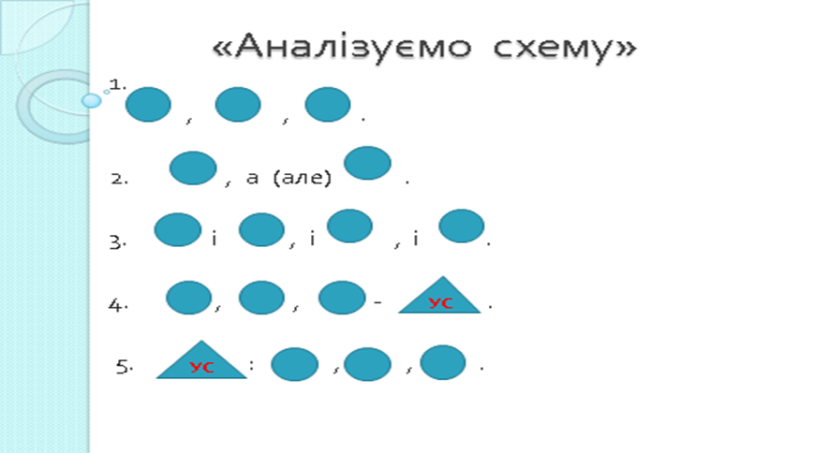 «Аналізуємо схему»
1. , , .
2. , а (але) .
3. і , і , і .
4. , , - УС .
5. УС : , , .